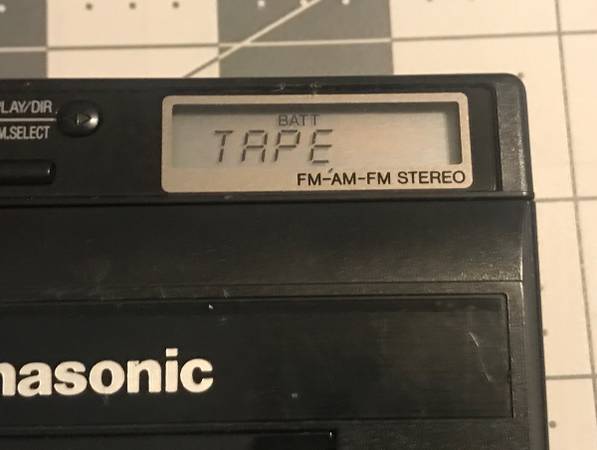 PLAY/DIR
M.SELECT
BATT
TAPE
FM-AM-FM STEREO
nasonic